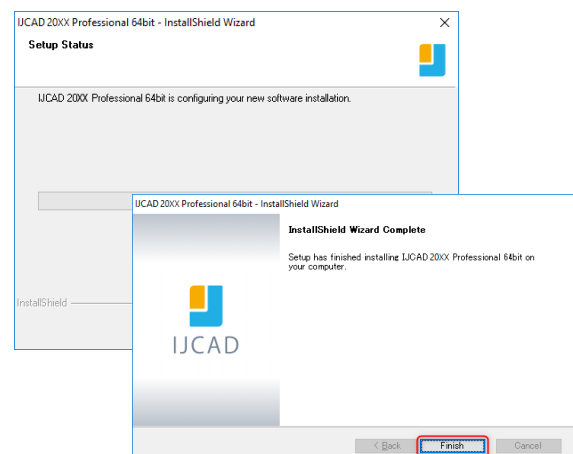 IJCAD 20XX Professional 64bit - InstallShield Wizard
Setup Status
IJCAD 20XX Professional 64bit is configuring your new software installation.
InstallShield
IJCAD 20XX Professional 64bit - InstallShield Wizard
InstallShield Wizard Complete
Setup has finished installing IJCAD 20XX Professional 64bit on
your computer.
IJCAD
< Back Finish Cancel